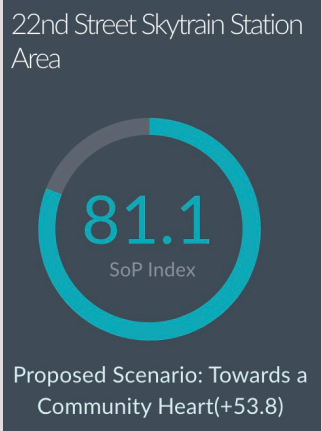 22nd Street Skytrain Station
Area
81.1
SoP Index
Proposed Scenario: Towards a
Community Heart(+53.8)